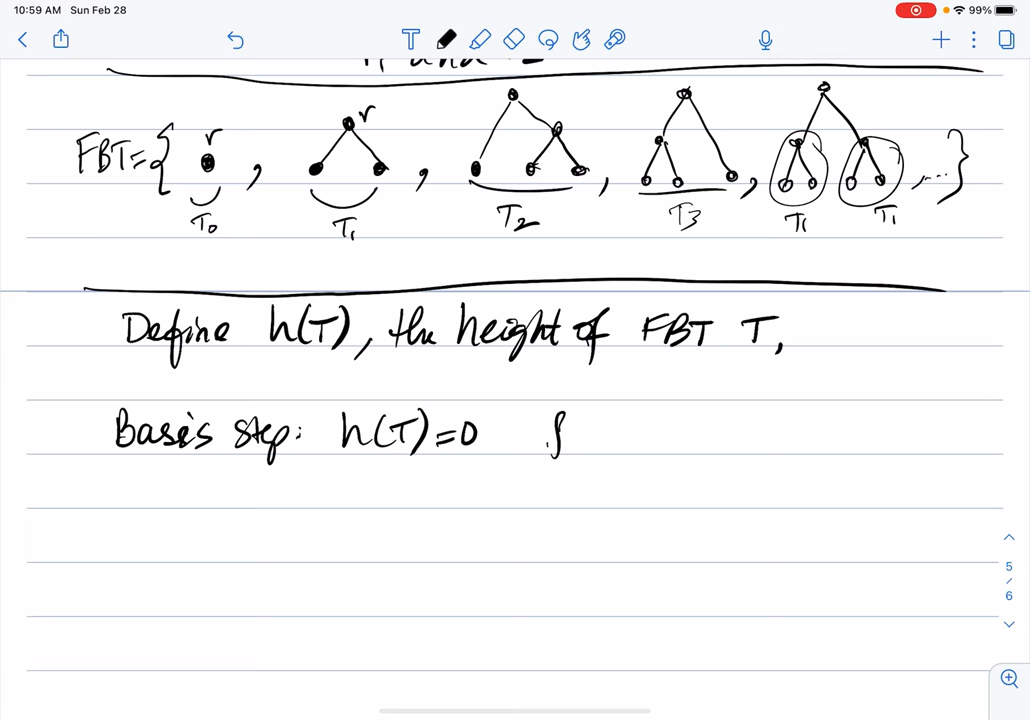 10:59 AM Sun Feb 28
99%
T
FBT = { r , r , , , , ... }
T0 T1 T2 T3 T1 T1
Define h(T), the height of FBT T,
Basis step: h(T)=0 f
5
/
6